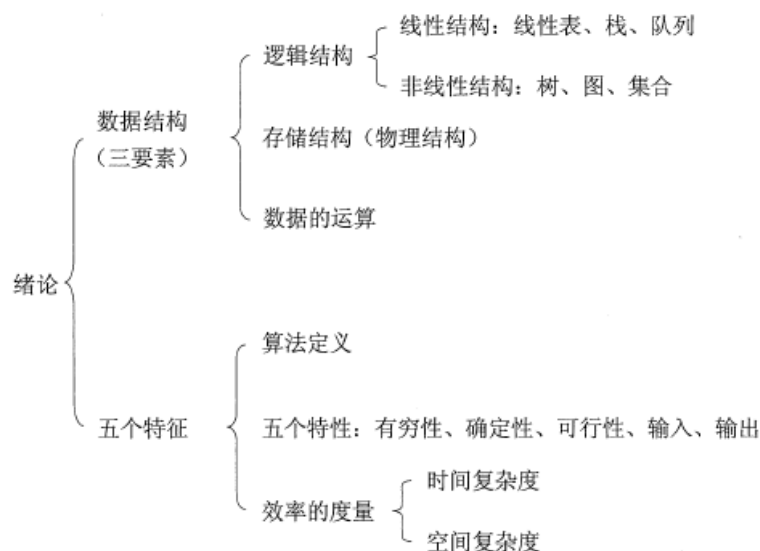 线性结构：线性表、栈、队列
逻辑结构
非线性结构：树、图、集合
数据结构
（三要素）
存储结构（物理结构）
数据的运算
绪论
算法定义
五个特征
五个特性：有穷性、确定性、可行性、输入、输出
时间复杂度
效率的度量
空间复杂度